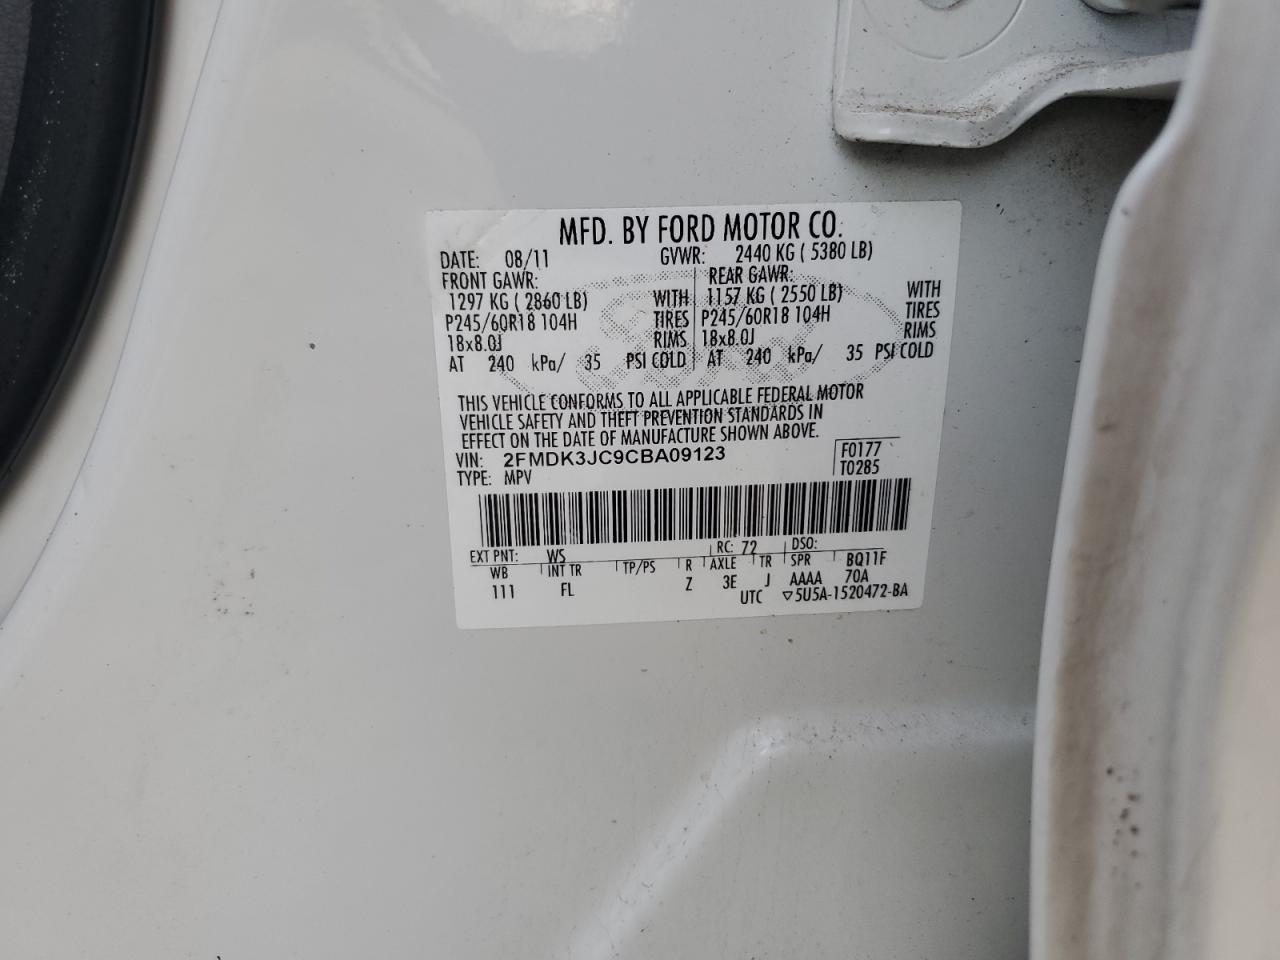 MFD. BY FORD MOTOR CO.
DATE: 08/11 GVWR: 2440 KG ( 5380 LB)
FRONT GAWR: REAR GAWR:
1297 KG ( 2860 LB) WITH 1157 KG ( 2550 LB) WITH
P245/60R18 104H TIRES P245/60R18 104H TIRES
18x8.0J RIMS 18x8.0J RIMS
AT 240 kPa/ 35 PSI COLD AT 240 kPa/ 35 PSI COLD
THIS VEHICLE CONFORMS TO ALL APPLICABLE FEDERAL MOTOR
VEHICLE SAFETY AND THEFT PREVENTION STANDARDS IN
EFFECT ON THE DATE OF MANUFACTURE SHOWN ABOVE.
VIN: 2FMDK3JC9CBA09123 F0177
TYPE: MPV T0285
EXT PNT: WS RC: 72 DSO:
WB INT TR TP/PS R AXLE TR SPR BQ11F
111 FL Z 3E J AAAA 70A
UTC ▽5U5A-1520472-BA